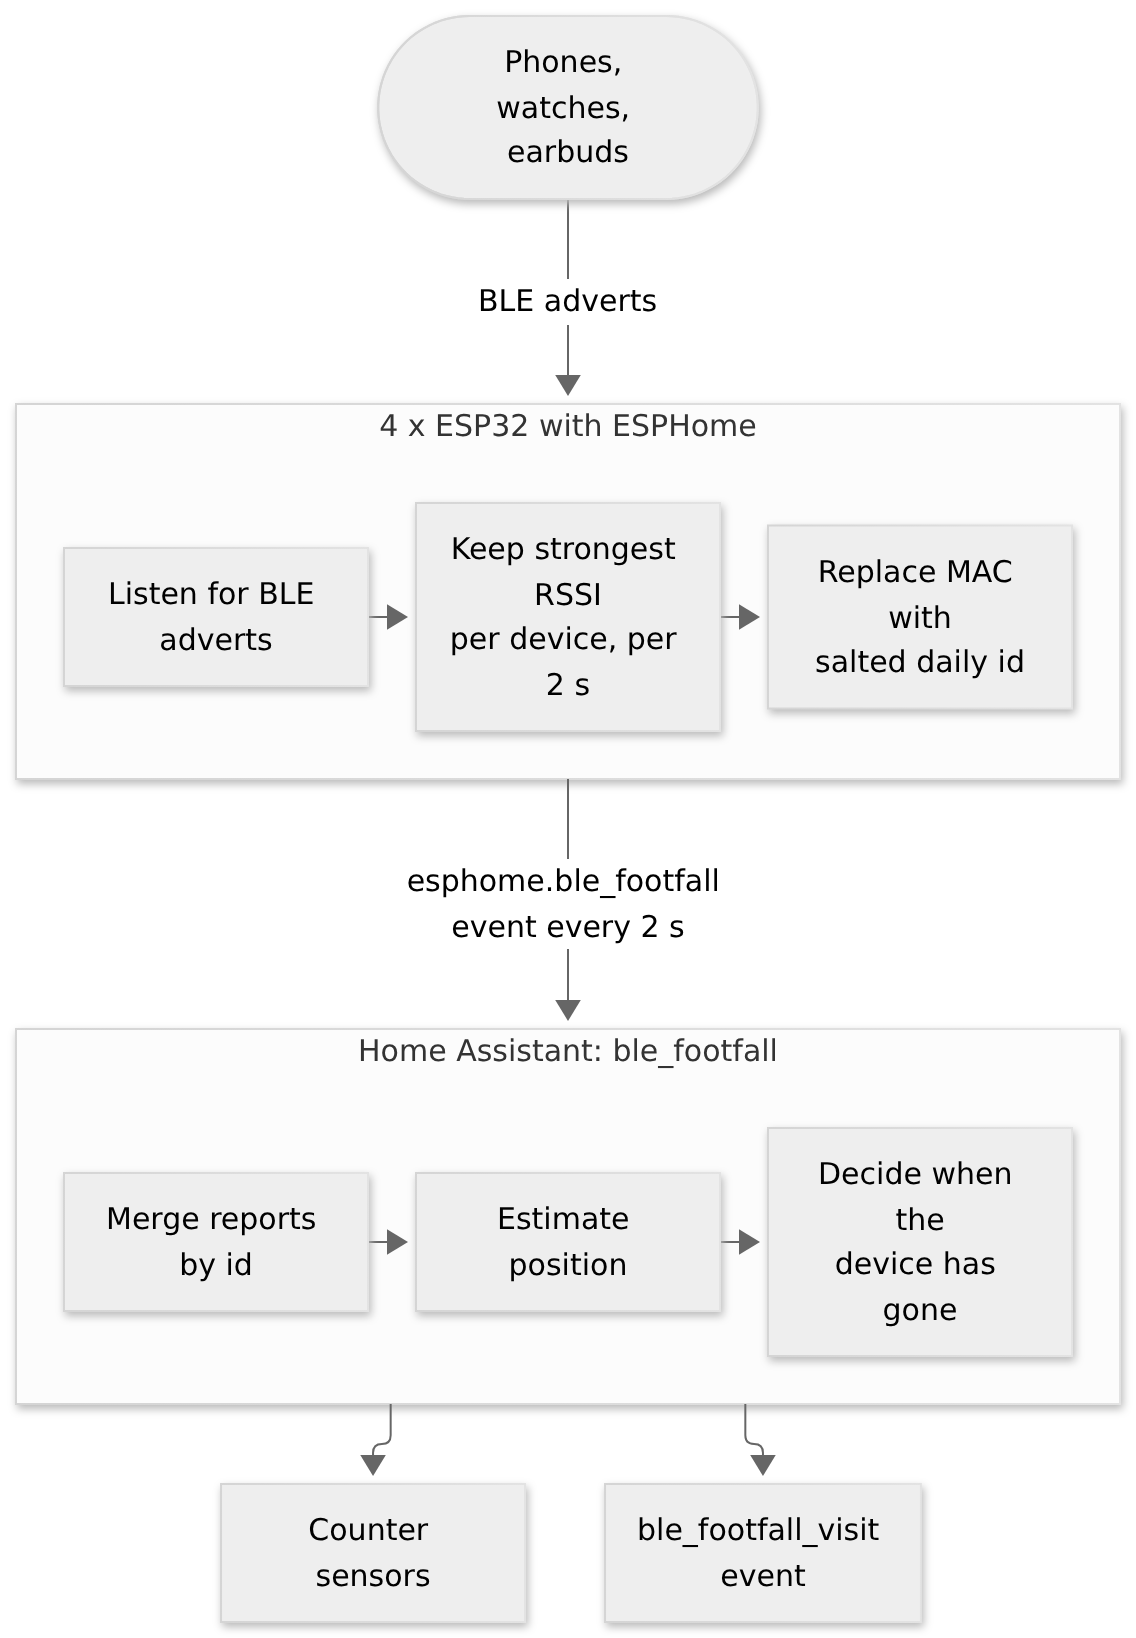 Phones,
watches,
earbuds
BLE adverts
4 x ESP32 with ESPHome
Listen for BLE
adverts
Keep strongest
RSSI
per device, per
2 s
Replace MAC
with
salted daily id
esphome.ble_footfall
event every 2 s
Home Assistant: ble_footfall
Merge reports
by id
Estimate
position
Decide when
the
device has
gone
Counter
sensors
ble_footfall_visit
event